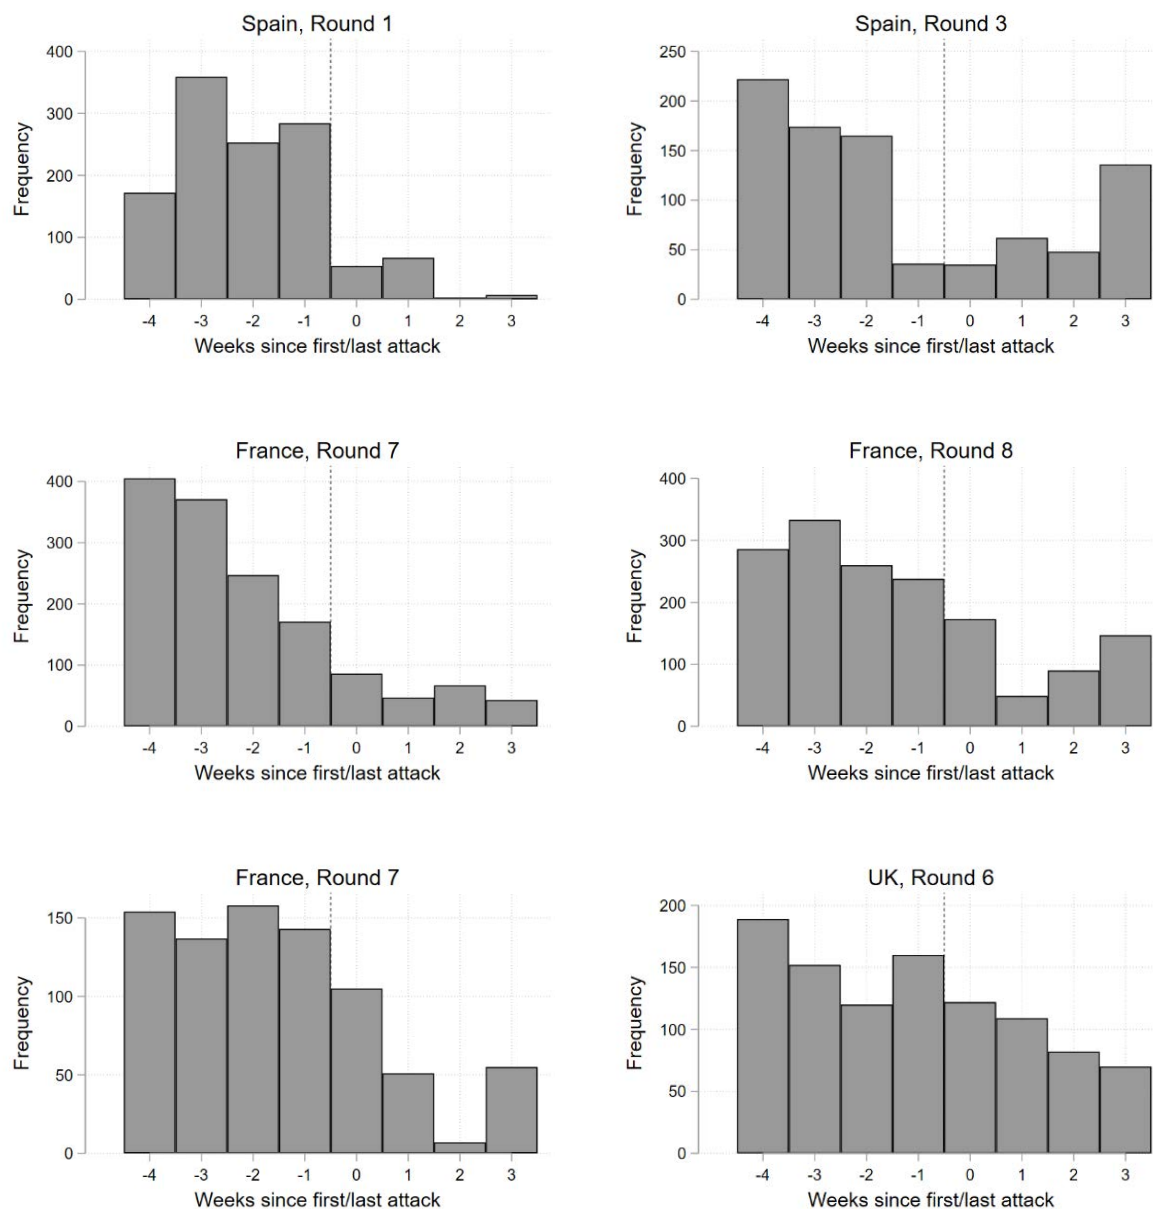 Spain, Round 1
400
300
200
100
0
Frequency
-4 -3 -2 -1 0 1 2 3
Weeks since first/last attack
Spain, Round 3
250
200
150
100
50
0
Frequency
-4 -3 -2 -1 0 1 2 3
Weeks since first/last attack
France, Round 7
400
300
200
100
0
Frequency
-4 -3 -2 -1 0 1 2 3
Weeks since first/last attack
France, Round 8
400
300
200
100
0
Frequency
-4 -3 -2 -1 0 1 2 3
Weeks since first/last attack
France, Round 7
150
100
50
0
Frequency
-4 -3 -2 -1 0 1 2 3
Weeks since first/last attack
UK, Round 6
200
150
100
50
0
Frequency
-4 -3 -2 -1 0 1 2 3
Weeks since first/last attack